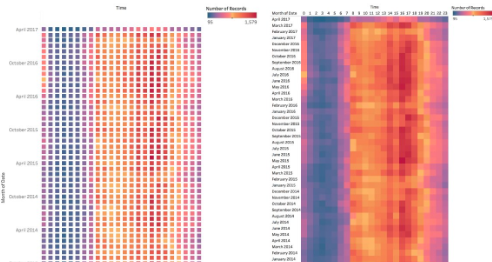 Time
Number of Records
91 1,579
April 2017
October 2016
April 2016
October 2015
April 2015
October 2014
April 2014
Month of Date
Time
Number of Records
91 1,579
Month of Date 0 1 2 3 4 5 6 7 8 9 10 11 12 13 14 15 16 17 18 19 20 21 22 23
April 2017
March 2017
February 2017
January 2017
December 2016
November 2016
October 2016
September 2016
August 2016
July 2016
June 2016
May 2016
April 2016
March 2016
February 2016
January 2016
December 2015
November 2015
October 2015
September 2015
August 2015
July 2015
June 2015
May 2015
April 2015
March 2015
February 2015
January 2015
December 2014
November 2014
October 2014
September 2014
August 2014
July 2014
June 2014
May 2014
April 2014
March 2014
February 2014
January 2014